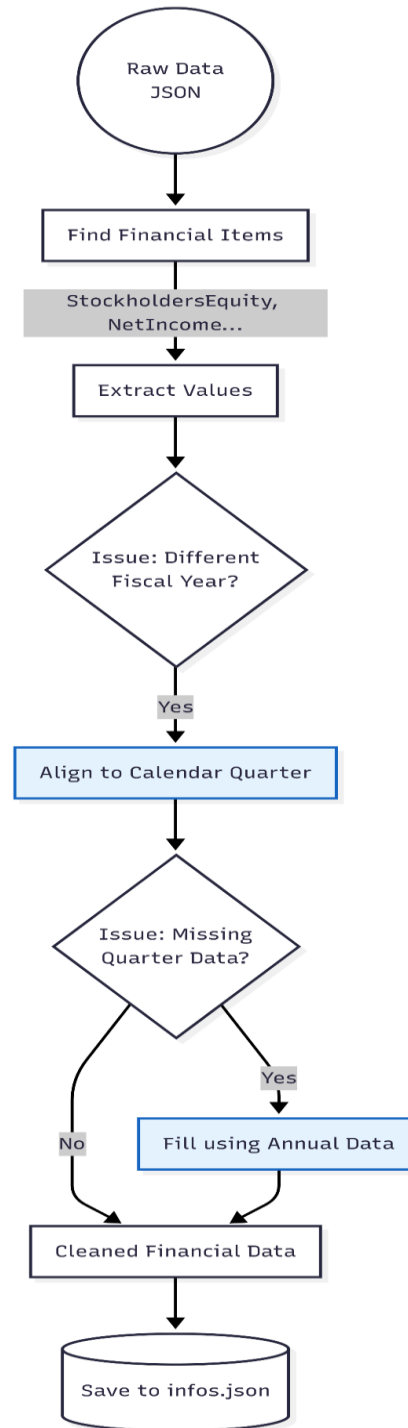 Raw Data
JSON
Find Financial Items
StockholdersEquity,
NetIncome...
Extract Values
Issue: Different
Fiscal Year?
Yes
Align to Calendar Quarter
Issue: Missing
Quarter Data?
Yes
No
Fill using Annual Data
Cleaned Financial Data
Save to infos.json